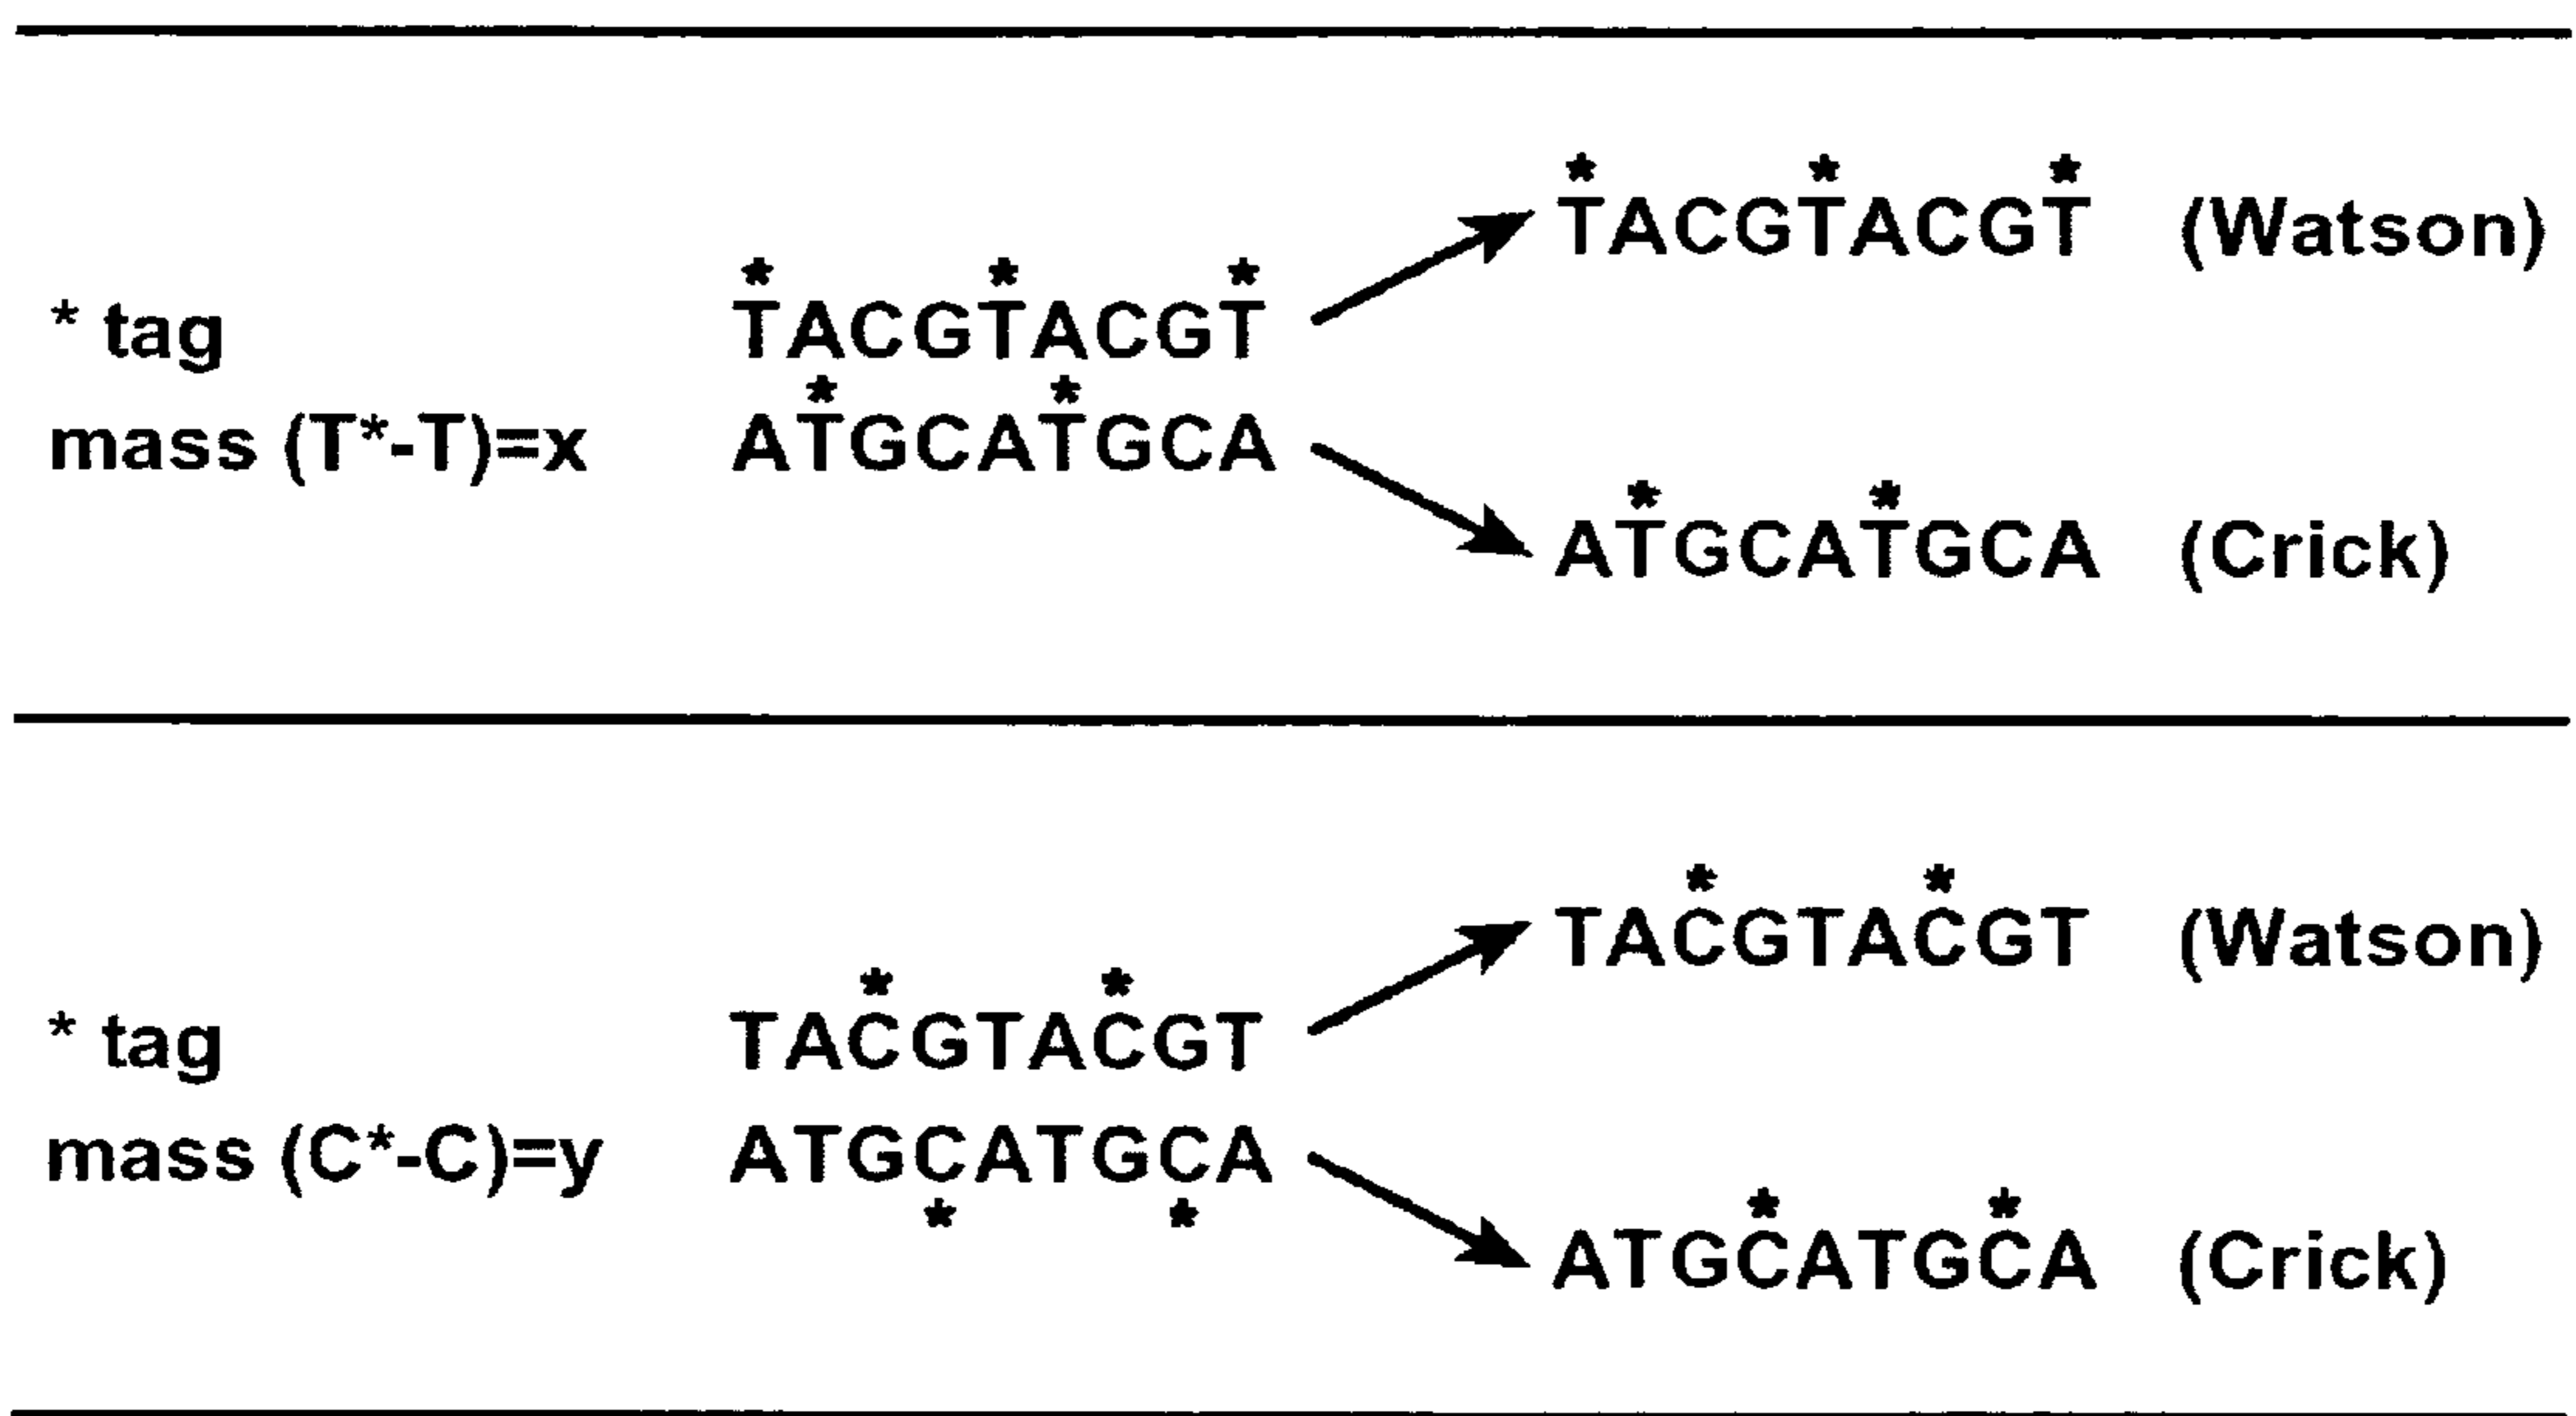 * * *
TACGTACGT (Watson)
* * *
* tag TACGTACGT
* *
mass (T*-T)=x ATGCATGCA
* *
ATGCATGCA (Crick)
* *
TACGTACGT (Watson)
* *
* tag TACGTACGT
mass (C*-C)=y ATGCATGCA
* *
* *
ATGCATGCA (Crick)